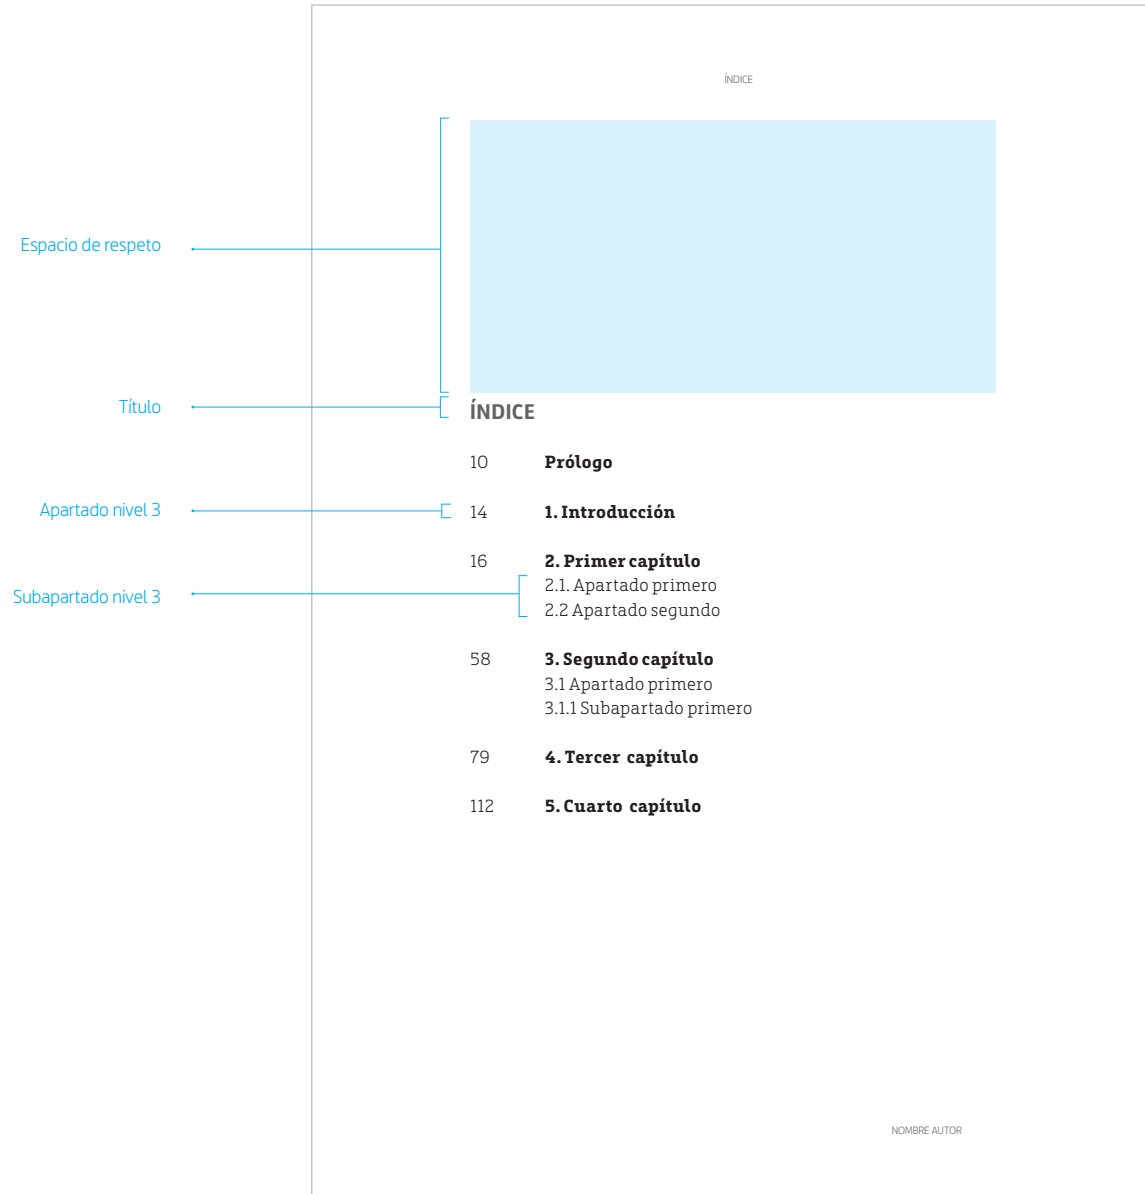 ÍNDICE
Espacio de respeto
Título
ÍNDICE
10 Prólogo
Apartado nivel 3
14 1. Introducción
16 2. Primer capítulo
2.1. Apartado primero
Subapartado nivel 3
2.2 Apartado segundo
58 3. Segundo capítulo
3.1 Apartado primero
3.1.1 Subapartado primero
79 4. Tercer capítulo
112 5. Cuarto capítulo
NOMBRE AUTOR